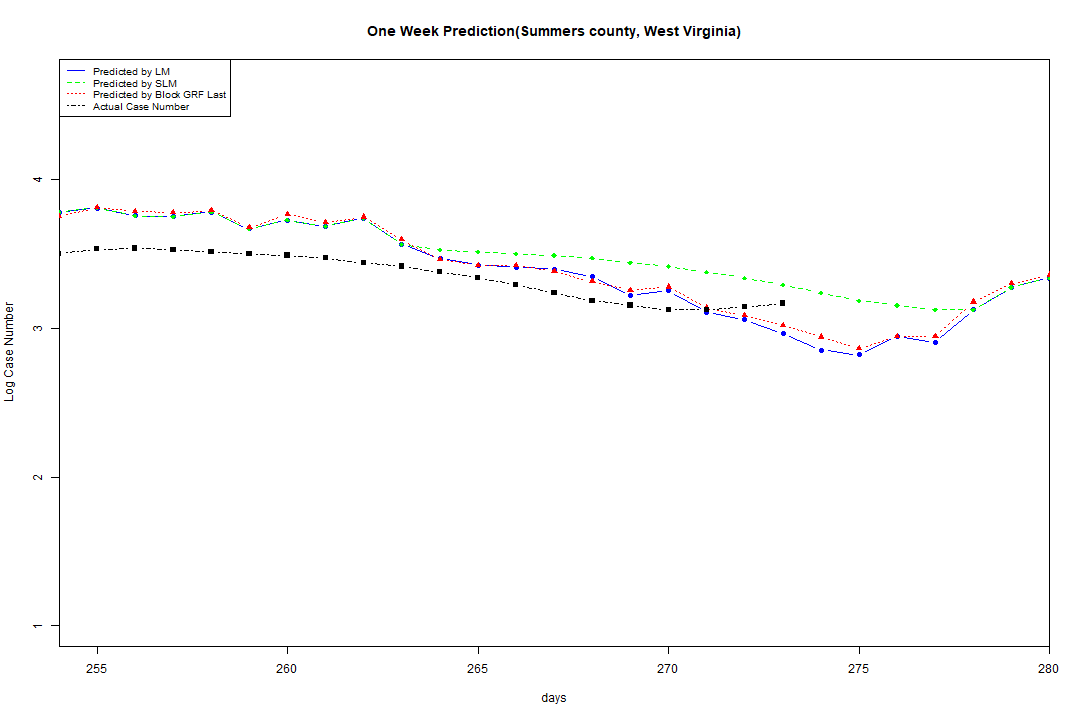 One Week Prediction(Summers county, West Virginia)
Predicted by LM
Predicted by SLM
Predicted by Block GRF Last
Actual Case Number
4
3
2
1
Log Case Number
255 260 265 270 275 280
days